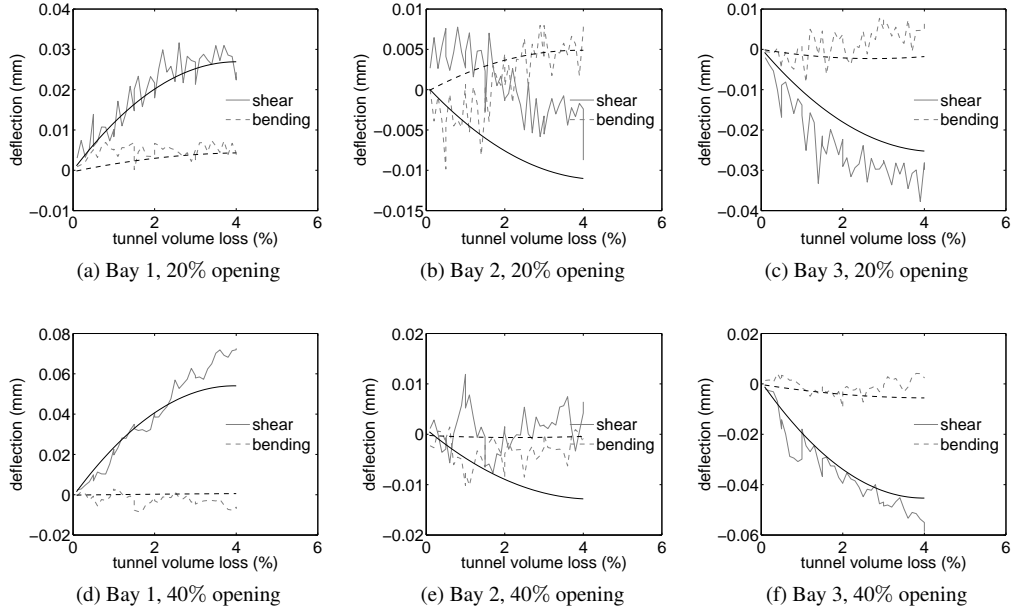 0.04
0.03
0.02
0.01
0
−0.01
deflection (mm)
shear
bending
0 2 4 6
tunnel volume loss (%)
(a) Bay 1, 20% opening
0.01
0.005
0
−0.005
−0.01
−0.015
deflection (mm)
shear
bending
0 2 4 6
tunnel volume loss (%)
(b) Bay 2, 20% opening
0.01
0
−0.01
−0.02
−0.03
−0.04
deflection (mm)
shear
bending
0 2 4 6
tunnel volume loss (%)
(c) Bay 3, 20% opening
0.08
0.06
0.04
0.02
0
−0.02
deflection (mm)
shear
bending
0 2 4 6
tunnel volume loss (%)
(d) Bay 1, 40% opening
0.02
0.01
0
−0.01
−0.02
deflection (mm)
shear
bending
0 2 4 6
tunnel volume loss (%)
(e) Bay 2, 40% opening
0.02
0
−0.02
−0.04
−0.06
deflection (mm)
shear
bending
0 2 4 6
tunnel volume loss (%)
(f) Bay 3, 40% opening